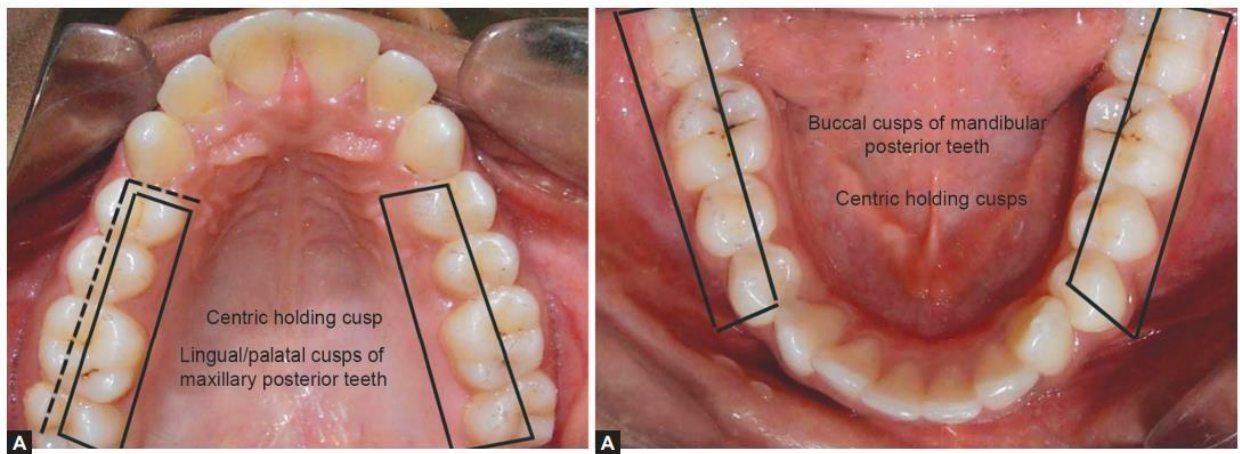 Centric holding cusp
Lingual/palatal cusps of
maxillary posterior teeth
A
Buccal cusps of mandibular
posterior teeth
Centric holding cusps
A